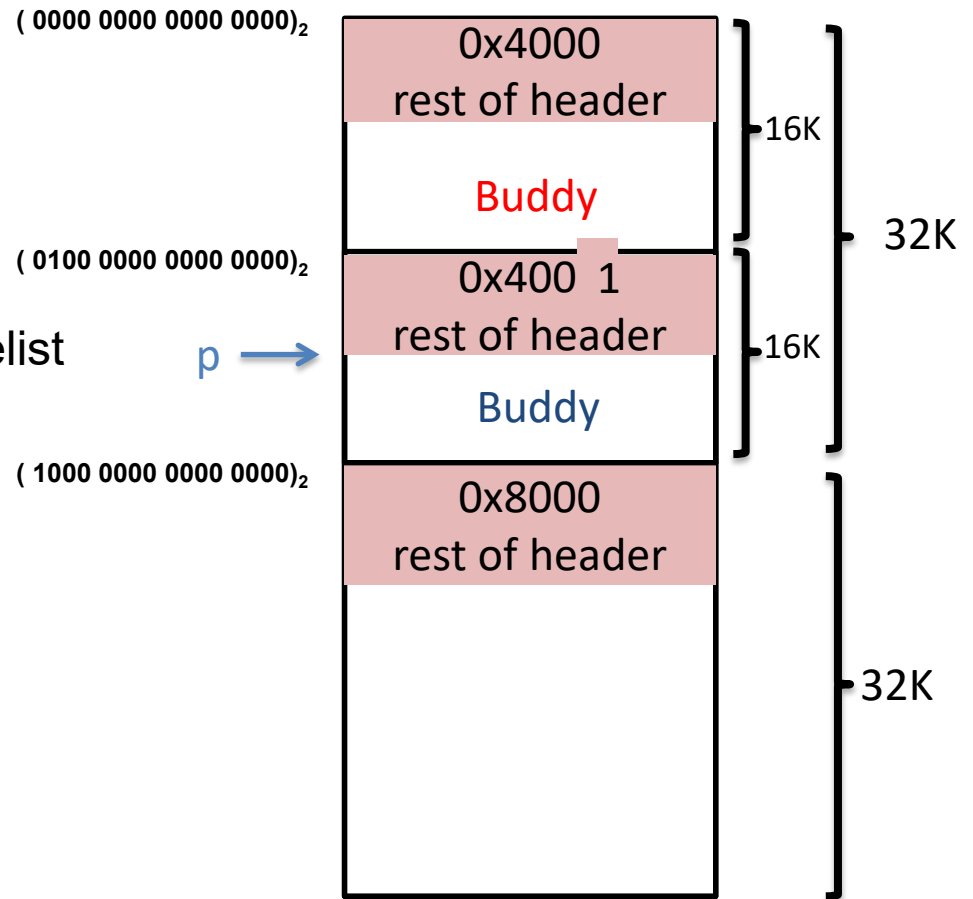 ( 0000 0000 0000 0000)₂
0x4000
rest of header
16K
Buddy
32K
( 0100 0000 0000 0000)₂
0x400 1
rest of header
elist
p
16K
Buddy
( 1000 0000 0000 0000)₂
0x8000
rest of header
32K